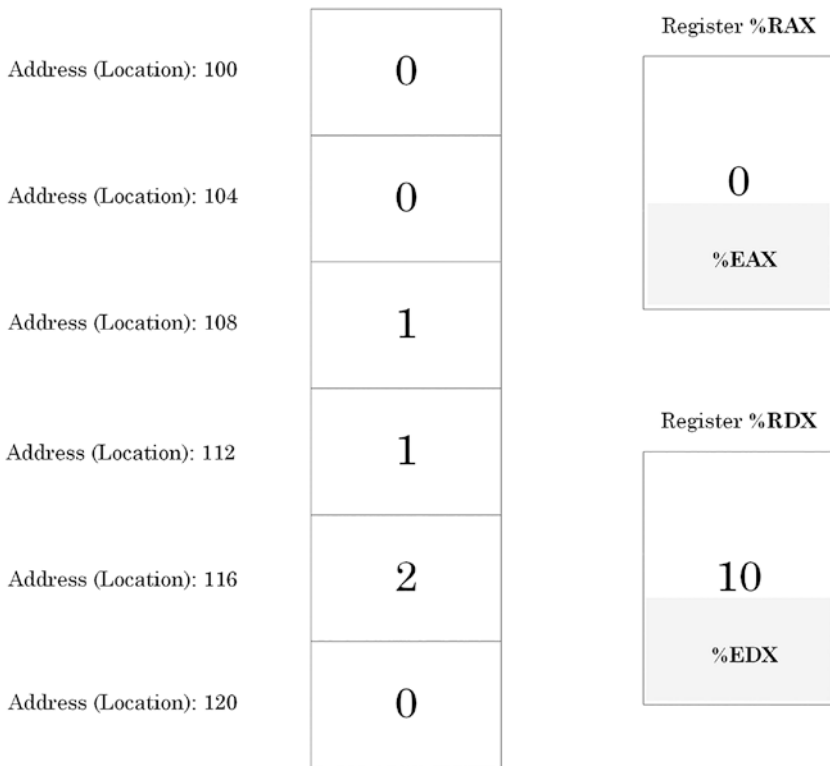 Register %RAX
Address (Location): 100
0
Address (Location): 104
0
0
%EAX
Address (Location): 108
1
Register %RDX
Address (Location): 112
1
Address (Location): 116
2
10
%EDX
Address (Location): 120
0